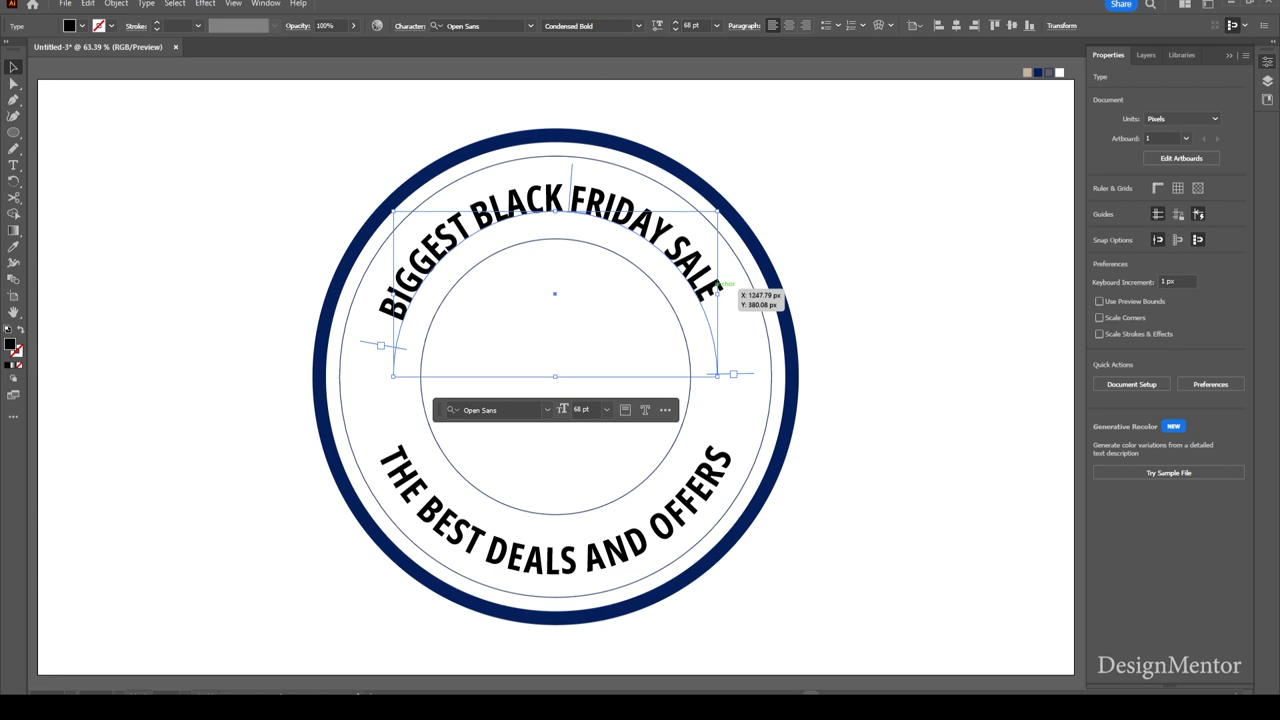 File Edit Object Type Select Effect View Window Help
Share
Type Stroke: Opacity: 100% Character: Open Sans Condensed Bold 68 pt Paragraph: Transform
Untitled-3* @ 63.39 % (RGB/Preview) ×
Properties Layers Libraries
Type
Document
Units: Pixels
Artboard: 1
Edit Artboards
Ruler & Grids
Guides
Snap Options
Preferences
Keyboard Increment: 1 px
Use Preview Bounds
Scale Corners
Scale Strokes & Effects
Quick Actions
Document Setup Preferences
Generative Recolor NEW
Generate color variations from a detailed
text description
Try Sample File
BIGGEST BLACK FRIDAY SALE
X: 1247.79 px
Y: 380.08 px
Open Sans 68 pt
THE BEST DEALS AND OFFERS
DesignMentor